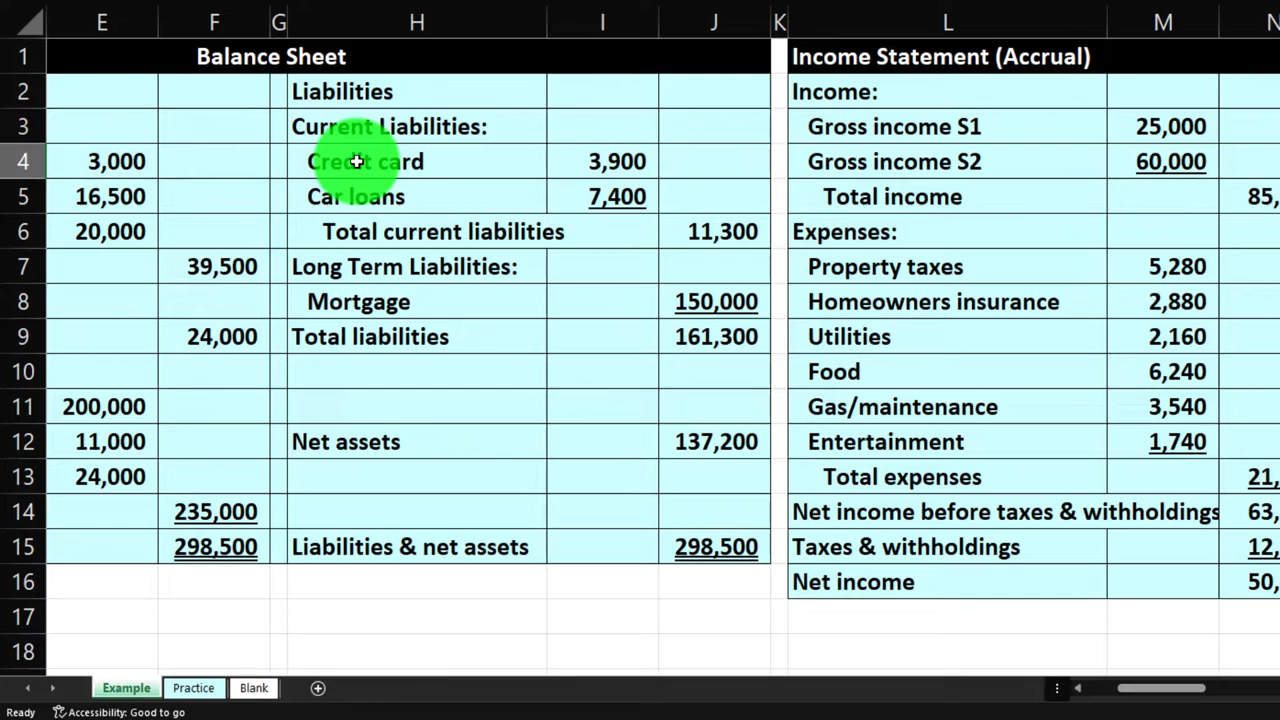 E F G H I J K L M N
1 Balance Sheet Income Statement (Accrual)
2 Liabilities Income:
3 Current Liabilities: Gross income S1 25,000
4 3,000 Credit card 3,900 Gross income S2 60,000
5 16,500 Car loans 7,400 Total income 85,
6 20,000 Total current liabilities 11,300 Expenses:
7 39,500 Long Term Liabilities: Property taxes 5,280
8 Mortgage 150,000 Homeowners insurance 2,880
9 24,000 Total liabilities 161,300 Utilities 2,160
10 Food 6,240
11 200,000 Gas/maintenance 3,540
12 11,000 Net assets 137,200 Entertainment 1,740
13 24,000 Total expenses 21,
14 235,000 Net income before taxes & withholdings 63,
15 298,500 Liabilities & net assets 298,500 Taxes & withholdings 12,
16 Net income 50,
17
18
Example Practice Blank
Ready Accessibility: Good to go